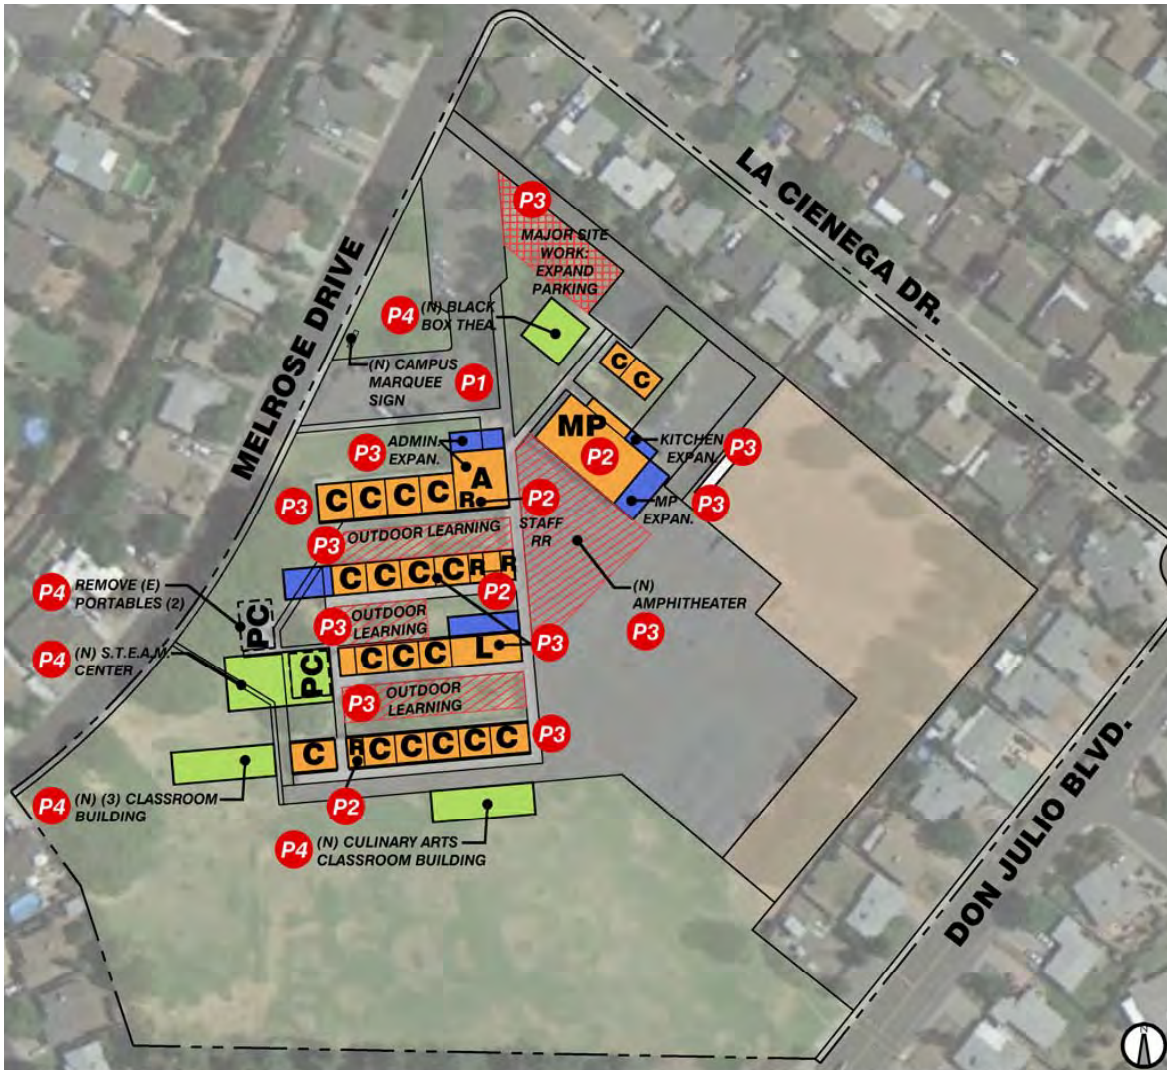 P3
MAJOR SITE
WORK:
EXPAND
PARKING
LA CIENEGA DR.
MELROSE DRIVE
P4
(N) BLACK
BOX THEA.
(N) CAMPUS
MARQUEE
SIGN
P1
C
C
MP
P2
KITCHEN
EXPAN.
P3
P3
MP
EXPAN.
P3
ADMIN.
EXPAN.
A
P3
C C C C R
P2
STAFF
RR
P3
OUTDOOR LEARNING
C C C C R R
P2
P4
REMOVE (E)
PORTABLES (2)
PC
P3
OUTDOOR
LEARNING
(N)
AMPHITHEATER
P3
P4
(N) S.T.E.A.M.
CENTER
PC
C C C L
P3
P3
OUTDOOR
LEARNING
C
R C C C C C
P3
P4
(N) (3) CLASSROOM
BUILDING
P2
P4
(N) CULINARY ARTS
CLASSROOM BUILDING
DON JULIO BLVD.
N